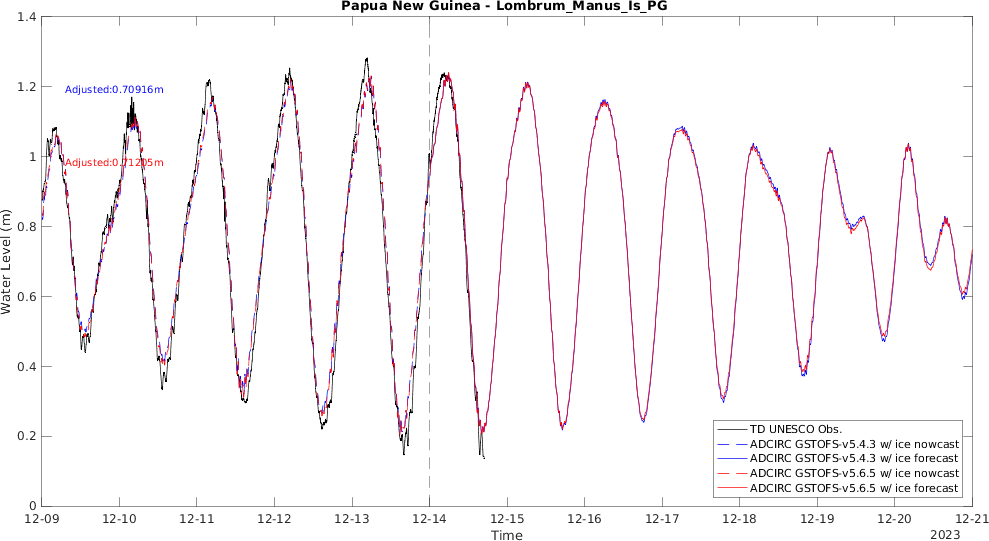 Papua New Guinea - Lombrum_Manus_Is_PG
1.4
1.2
1
0.8
0.6
0.4
0.2
0
Water Level (m)
Adjusted:0.70916m
Adjusted:0.71205m
TD UNESCO Obs.
ADCIRC GSTOFS-v5.4.3 w/ ice nowcast
ADCIRC GSTOFS-v5.4.3 w/ ice forecast
ADCIRC GSTOFS-v5.6.5 w/ ice nowcast
ADCIRC GSTOFS-v5.6.5 w/ ice forecast
12-09 12-10 12-11 12-12 12-13 12-14 12-15 12-16 12-17 12-18 12-19 12-20 12-21
Time
2023